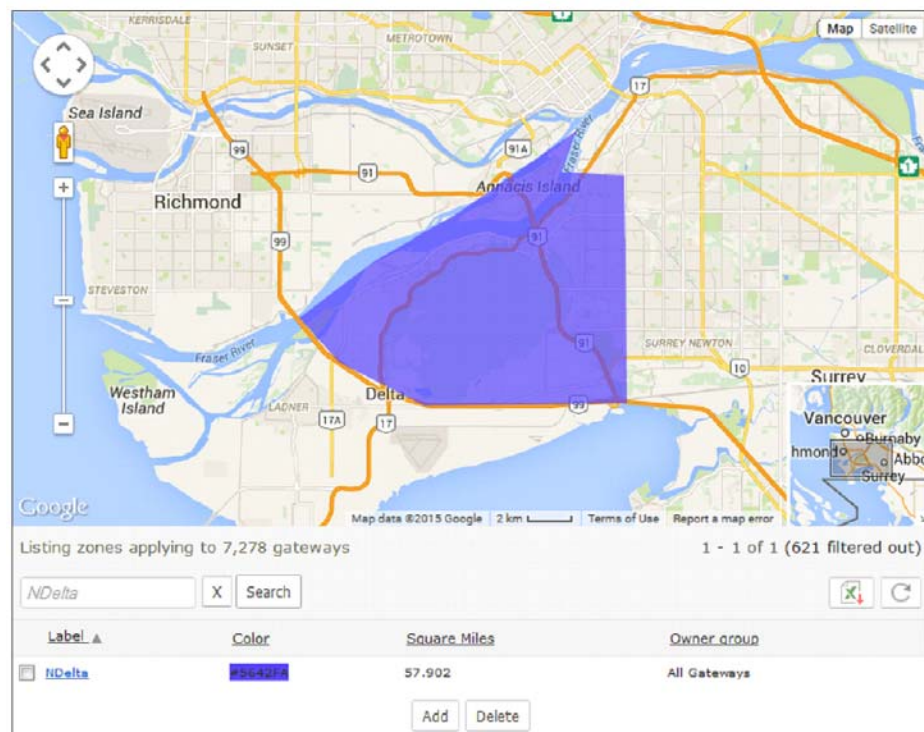 KERRISDALE
SUNSET
METROTOWN
1
Map Satellite
17
Sea Island
99
91A
Fraser River
91
1
Annacis Island
Richmond
99
91
STEVESTON
Fraser River
91
SURREY NEWTON
CLOVERDAL
10
Westham Island
Delta
99
Surrey
LADNER
17A
17
Vancouver
Burnaby
hmond
Abbo
Surrey
Google
Map data ©2015 Google 2 km Terms of Use Report a map error
Listing zones applying to 7,278 gateways 1 - 1 of 1 (621 filtered out)
NDelta X Search
Label ▲ Color Square Miles Owner group
NDelta #5642FA 57.902 All Gateways
Add Delete